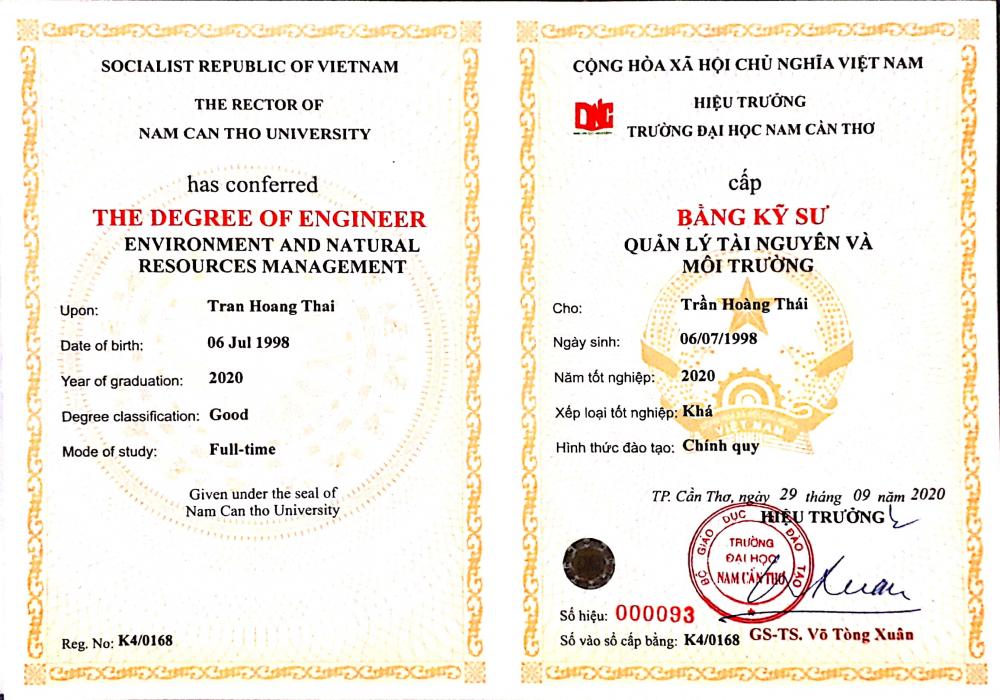 SOCIALIST REPUBLIC OF VIETNAM
THE RECTOR OF
NAM CAN THO UNIVERSITY
has conferred
THE DEGREE OF ENGINEER
ENVIRONMENT AND NATURAL
RESOURCES MANAGEMENT
Upon: Tran Hoang Thai
Date of birth: 06 Jul 1998
Year of graduation: 2020
Degree classification: Good
Mode of study: Full-time
Given under the seal of
Nam Can tho University
Reg. No: K4/0168
CỘNG HÒA XÃ HỘI CHỦ NGHĨA VIỆT NAM
DNC
HIỆU TRƯỞNG
TRƯỜNG ĐẠI HỌC NAM CẦN THƠ
cấp
BẰNG KỸ SƯ
QUẢN LÝ TÀI NGUYÊN VÀ
MÔI TRƯỜNG
Cho: Trần Hoàng Thái
Ngày sinh: 06/07/1998
Năm tốt nghiệp: 2020
Xếp loại tốt nghiệp: Khá
VIỆT NAM
Hình thức đào tạo: Chính quy
TP. Cần Thơ, ngày 29 tháng 09 năm 2020
HIỆU TRƯỞNG
BỘ GIÁO DỤC ĐÀO TẠO
TRƯỜNG
ĐẠI HỌC
NAM CẦN THƠ
Xuan
Số hiệu: 000093
Số vào sổ cấp bằng: K4/0168
GS-TS. Võ Tòng Xuân